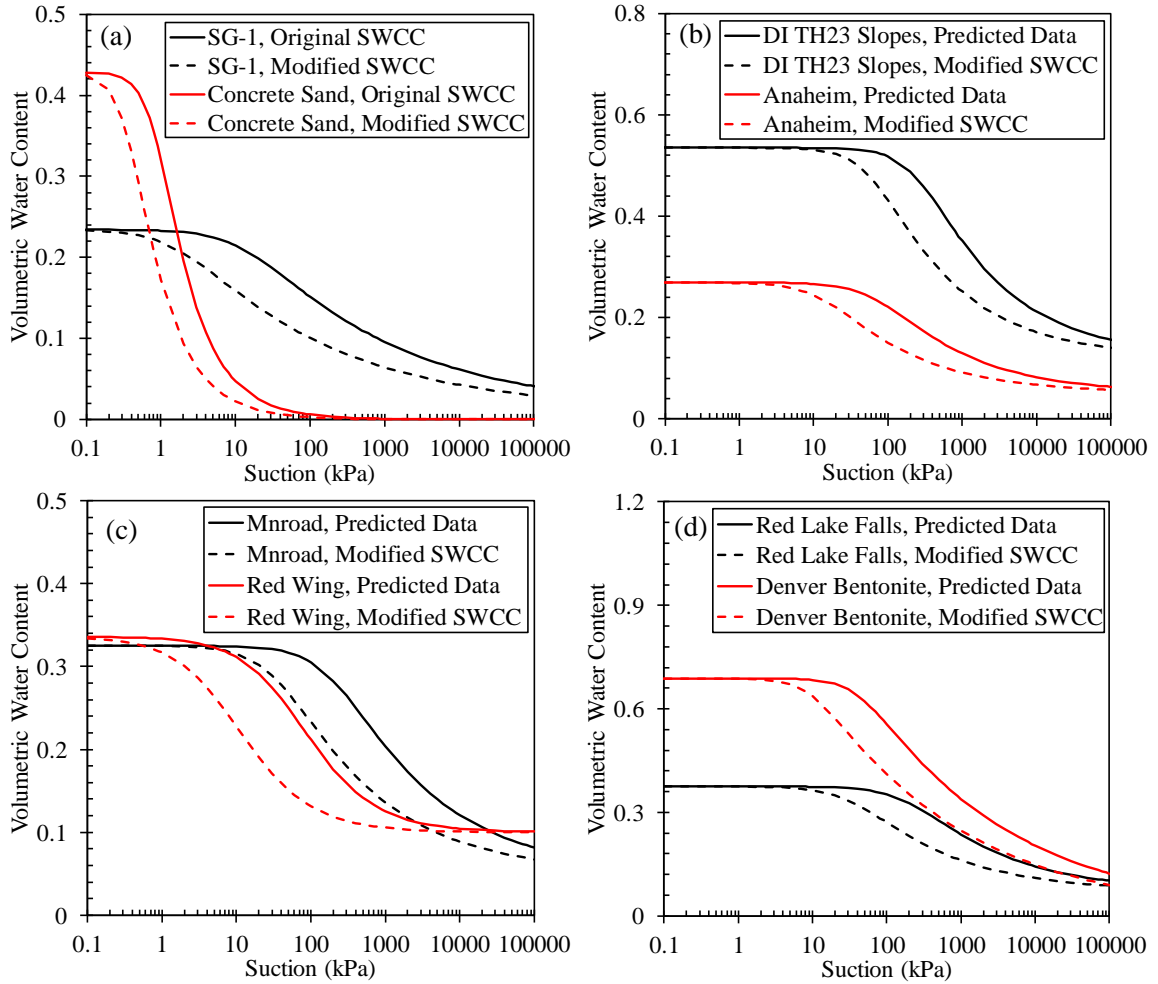 (a)
SG-1, Original SWCC
SG-1, Modified SWCC
Concrete Sand, Original SWCC
Concrete Sand, Modified SWCC
Volumetric Water Content
0.5
0.4
0.3
0.2
0.1
0
0.1 1 10 100 1000 10000 100000
Suction (kPa)
(b)
DI TH23 Slopes, Predicted Data
DI TH23 Slopes, Modified SWCC
Anaheim, Predicted Data
Anaheim, Modified SWCC
Volumetric Water Content
0.8
0.6
0.4
0.2
0
0.1 1 10 100 1000 10000 100000
Suction (kPa)
(c)
Mnroad, Predicted Data
Mnroad, Modified SWCC
Red Wing, Predicted Data
Red Wing, Modified SWCC
Volumetric Water Content
0.5
0.4
0.3
0.2
0.1
0
0.1 1 10 100 1000 10000 100000
Suction (kPa)
(d)
Red Lake Falls, Predicted Data
Red Lake Falls, Modified SWCC
Denver Bentonite, Predicted Data
Denver Bentonite, Modified SWCC
Volumetric Water Content
1.2
0.9
0.6
0.3
0
0.1 1 10 100 1000 10000 100000
Suction (kPa)